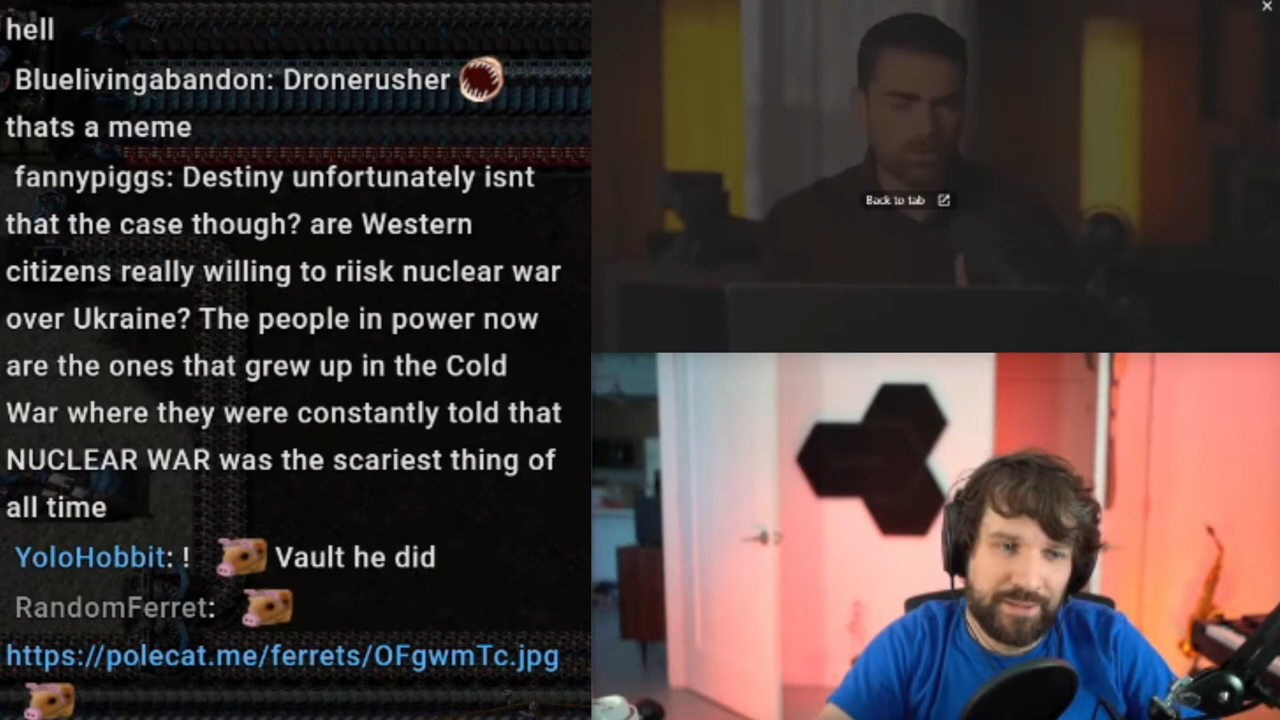 hell
Bluelivingabandon: Dronerusher
thats a meme
fannypiggs: Destiny unfortunately isnt
that the case though? are Western
citizens really willing to riisk nuclear war
over Ukraine? The people in power now
are the ones that grew up in the Cold
War where they were constantly told that
NUCLEAR WAR was the scariest thing of
all time
YoloHobbit: ! Vault he did
RandomFerret:
https://polecat.me/ferrets/OFgwmTc.jpg
Back to tab